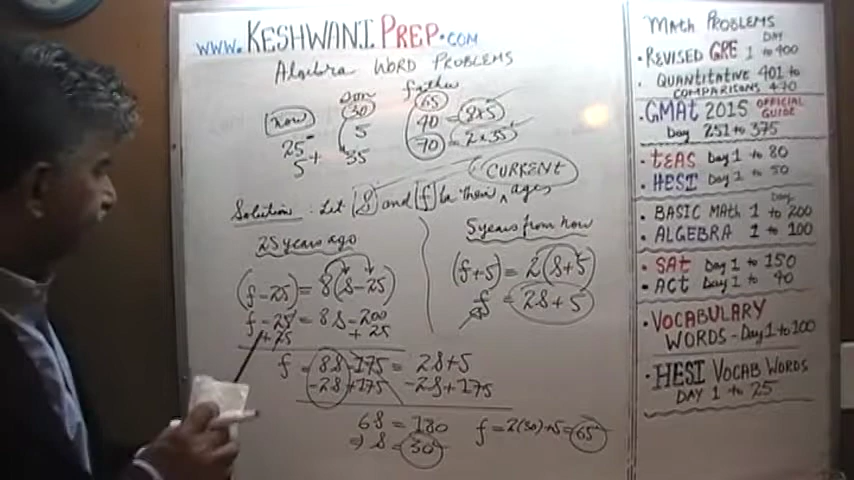 www.KESHWANIPREP.COM
Algebra WORD PROBLEMS
Son Father
Now 30 65
25 - 5 40 = 8x5
5 + 35 70 = 2x35
CURRENT
Solution: Let s and f be their ^ ages
25 years ago
(f-25) = 8(s-25)
f-25 = 8s-200
+25 +25
5 years from now
(f+5) = 2(s+5)
f = 2s+5
f = 8s-175 = 2s+5
-2s+175 -2s+175
6s = 180 f=2(30)+5=65
=> s = 30
MATH PROBLEMS
DAY
• REVISED GRE 1 to 400
• QUANTITATIVE 401 to
COMPARISONS 470
• GMAt 2015 OFFICIAL GUIDE
Day 251 to 375
• tEAS Day 1 to 80
• HESI Day 1 to 50
Day
• BASIC MAtH 1 to 200
• ALGEBRA 1 to 100
• SAt Day 1 to 150
• ACt Day 1 to 40
• VOCABULARY
WORDS - Day 1 to 100
• HESI VOCAB WORDS
DAY 1 to 25